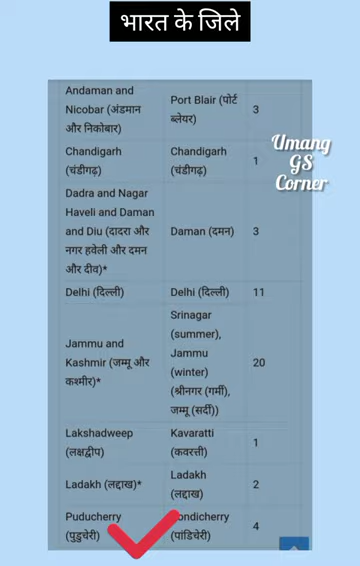 भारत के जिले
Andaman and
Nicobar (अंडमान
और निकोबार)
Port Blair (पोर्ट
ब्लेयर)
3
Umang
GS
Corner
Chandigarh
(चंडीगढ़)
Chandigarh
(चंडीगढ़)
1
Dadra and Nagar
Haveli and Daman
and Diu (दादरा और
नगर हवेली और दमन
और दीव)*
Daman (दमन)
3
Delhi (दिल्ली)
Delhi (दिल्ली)
11
Jammu and
Kashmir (जम्मू और
कश्मीर)*
Srinagar
(summer),
Jammu
(winter)
(श्रीनगर (गर्मी),
जम्मू (सर्दी))
20
Lakshadweep
(लक्षद्वीप)
Kavaratti
(कवरत्ती)
1
Ladakh (लद्दाख)*
Ladakh
(लद्दाख)
2
Puducherry
(पुडुचेरी)
ondicherry
(पांडिचेरी)
4